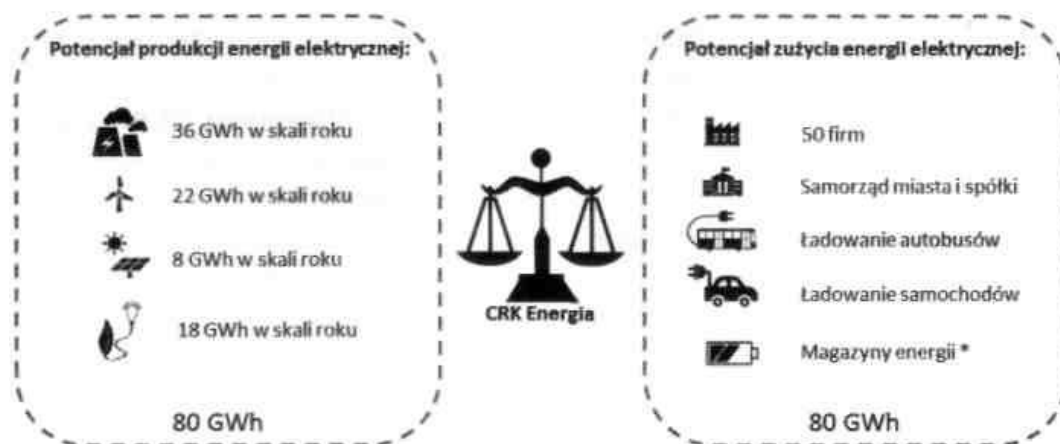 Potencjał produkcji energii elektrycznej:
36 GWh w skali roku
22 GWh w skali roku
8 GWh w skali roku
18 GWh w skali roku
80 GWh
CRK Energia
Potencjał zużycia energii elektrycznej:
50 firm
Samorząd miasta i spółki
Ładowanie autobusów
Ładowanie samochodów
Magazyny energii *
80 GWh